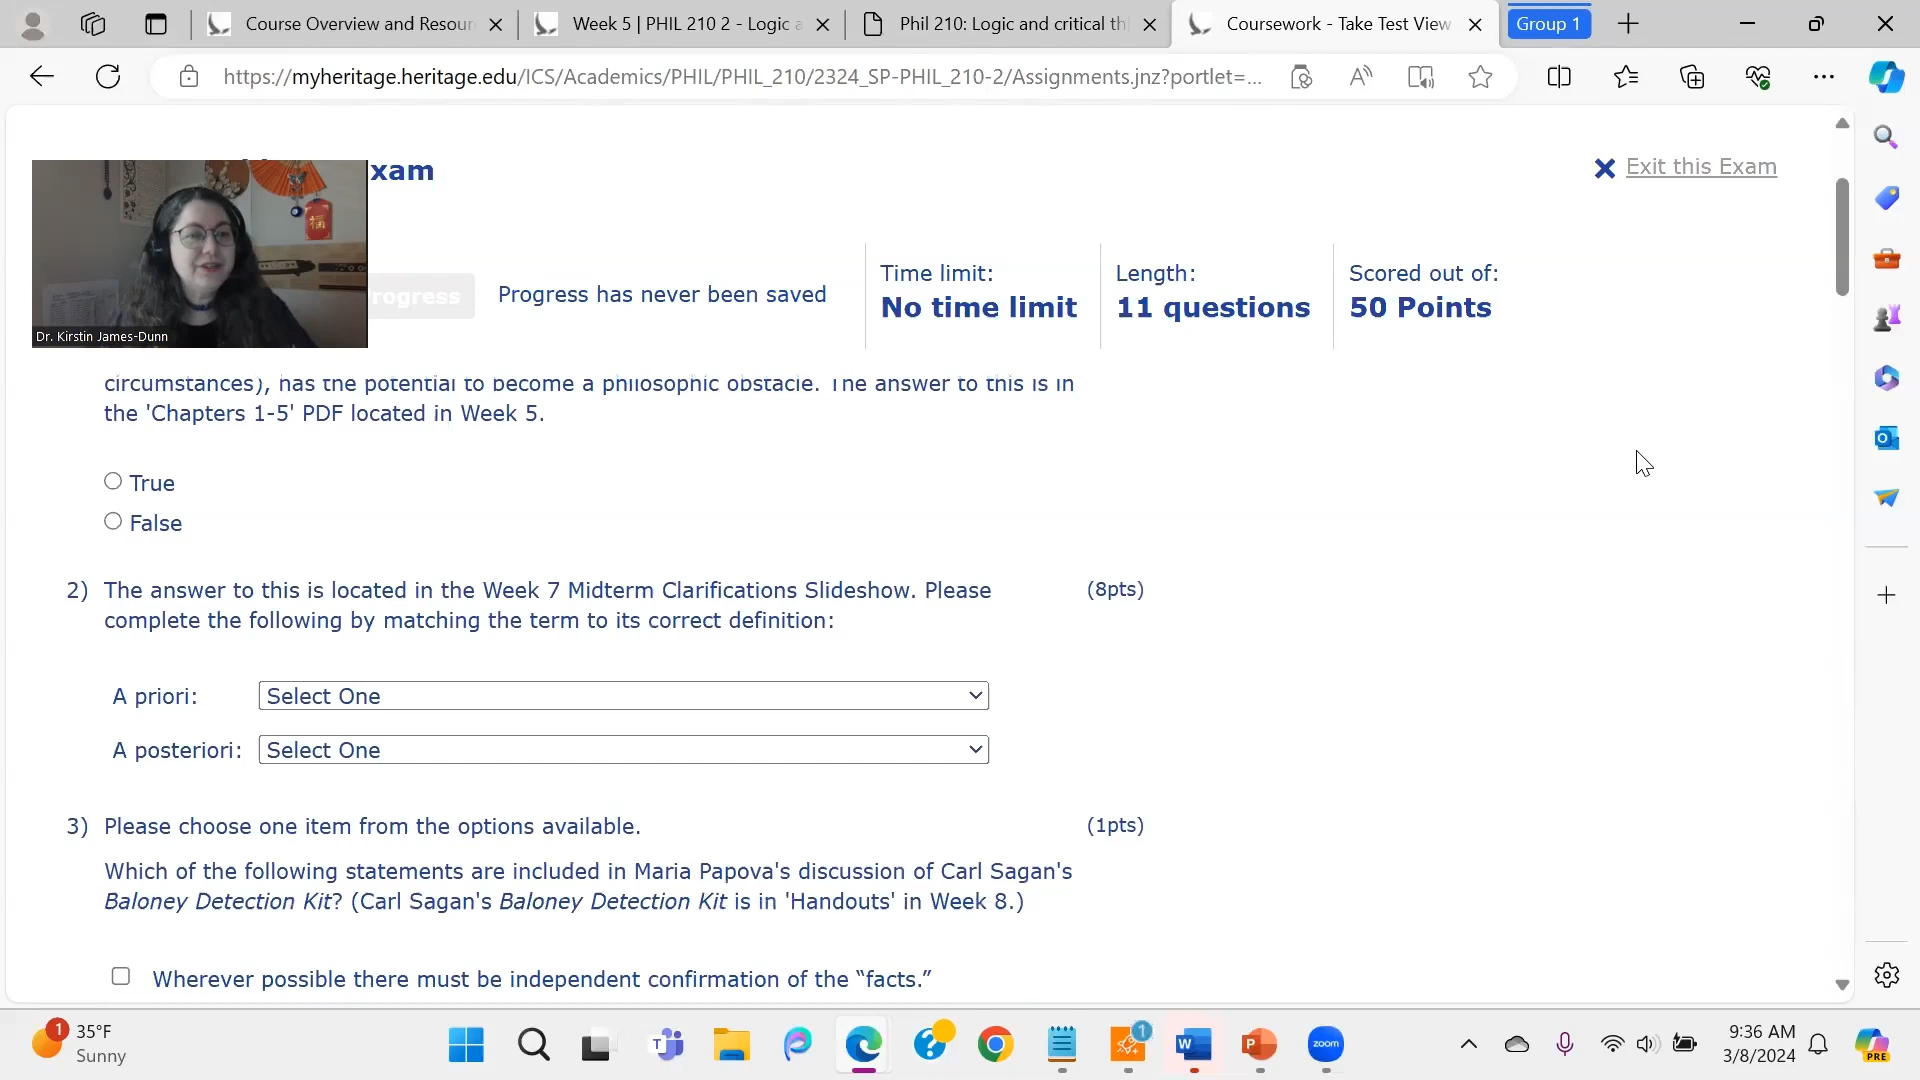 Course Overview and Resour
Week 5 | PHIL 210 2 - Logic a
Phil 210: Logic and critical th
Coursework - Take Test View
Group 1
https://myheritage.heritage.edu/ICS/Academics/PHIL/PHIL_210/2324_SP-PHIL_210-2/Assignments.jnz?portlet=...
xam
Exit this Exam
福
Dr. Kirstin James-Dunn
rogress
Progress has never been saved
Time limit:
No time limit
Length:
11 questions
Scored out of:
50 Points
circumstances), has the potential to become a philosophic obstacle. The answer to this is in
the 'Chapters 1-5' PDF located in Week 5.
True
False
2) The answer to this is located in the Week 7 Midterm Clarifications Slideshow. Please (8pts)
complete the following by matching the term to its correct definition:
A priori: Select One
A posteriori: Select One
3) Please choose one item from the options available. (1pts)
Which of the following statements are included in Maria Papova's discussion of Carl Sagan's
Baloney Detection Kit? (Carl Sagan's Baloney Detection Kit is in 'Handouts' in Week 8.)
Wherever possible there must be independent confirmation of the “facts.”
1
35°F
Sunny
1
zoom
9:36 AM
3/8/2024
PRE